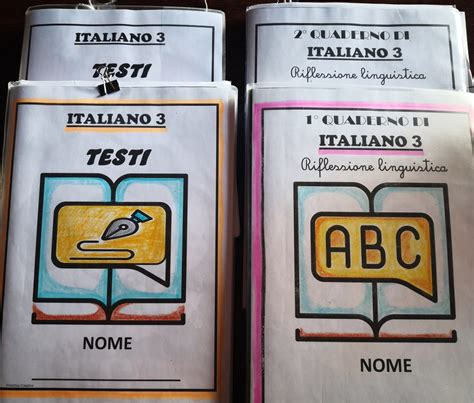 ITALIANO 3
TESTI
2° QUADERNO DI
ITALIANO 3
Riflessione linguistica
ITALIANO 3
TESTI
NOME
1° QUADERNO DI
ITALIANO 3
Riflessione linguistica
ABC
NOME